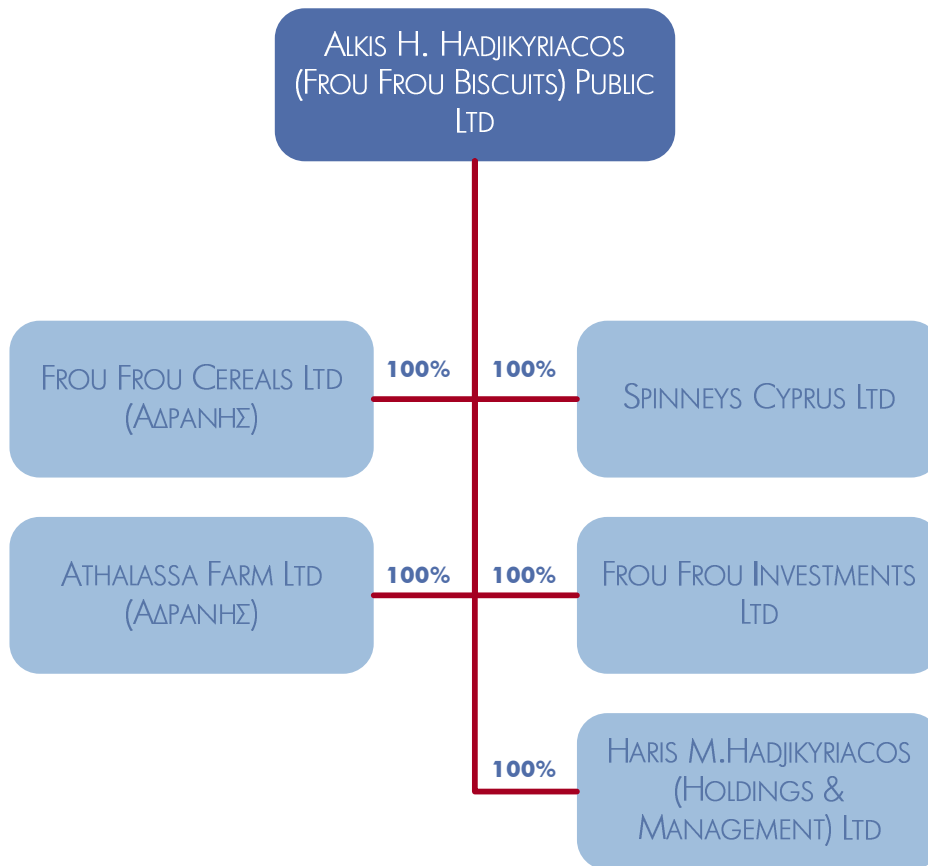 Alkis H. Hadjikyriacos
(Frou Frou Biscuits) Public
Ltd
100%
100%
Frou Frou Cereals Ltd
(Αδρανης)
Spinneys Cyprus Ltd
100%
100%
Athalassa Farm Ltd
(Αδρανης)
Frou Frou Investments
Ltd
100%
Haris M.Hadjikyriacos
(Holdings &
Management) Ltd